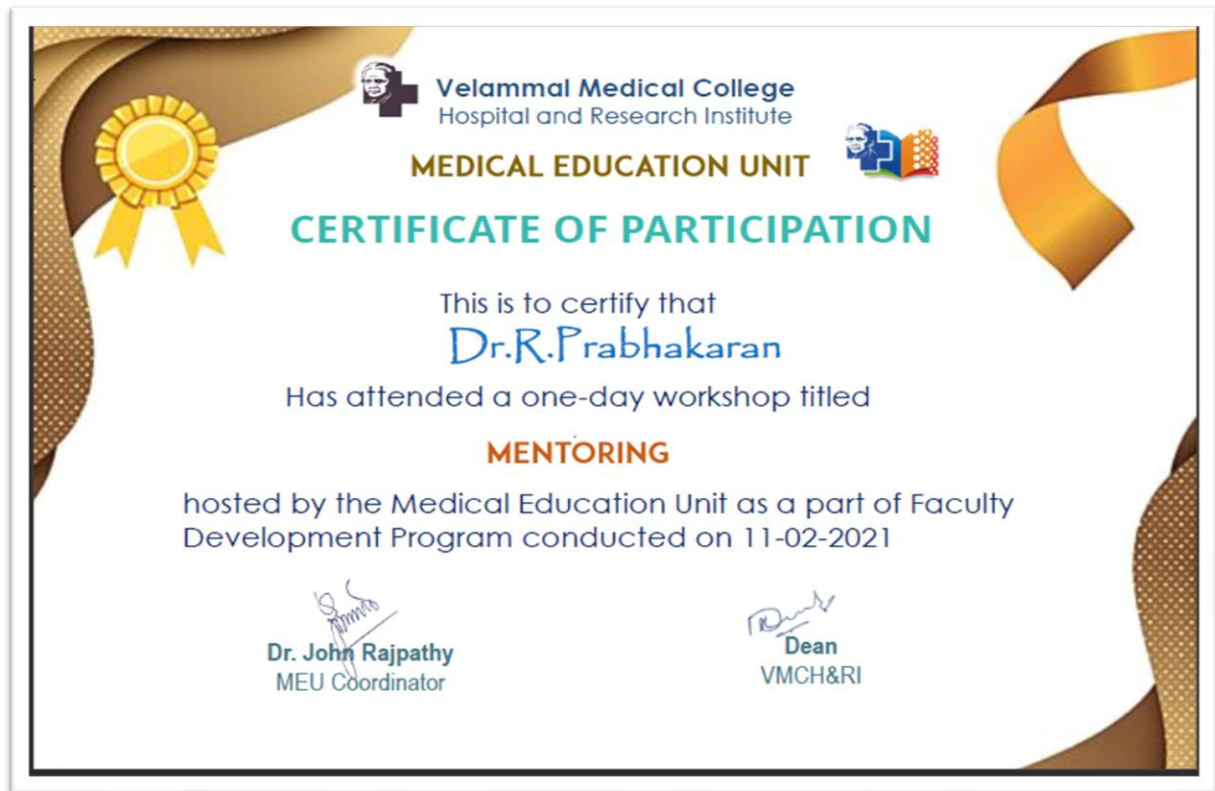 Velammal Medical College
Hospital and Research Institute
MEDICAL EDUCATION UNIT
CERTIFICATE OF PARTICIPATION
This is to certify that
Dr.R.Prabhakaran
Has attended a one-day workshop titled
MENTORING
hosted by the Medical Education Unit as a part of Faculty
Development Program conducted on 11-02-2021
Dr. John Rajpathy
MEU Coordinator
Dean
VMCH&RI